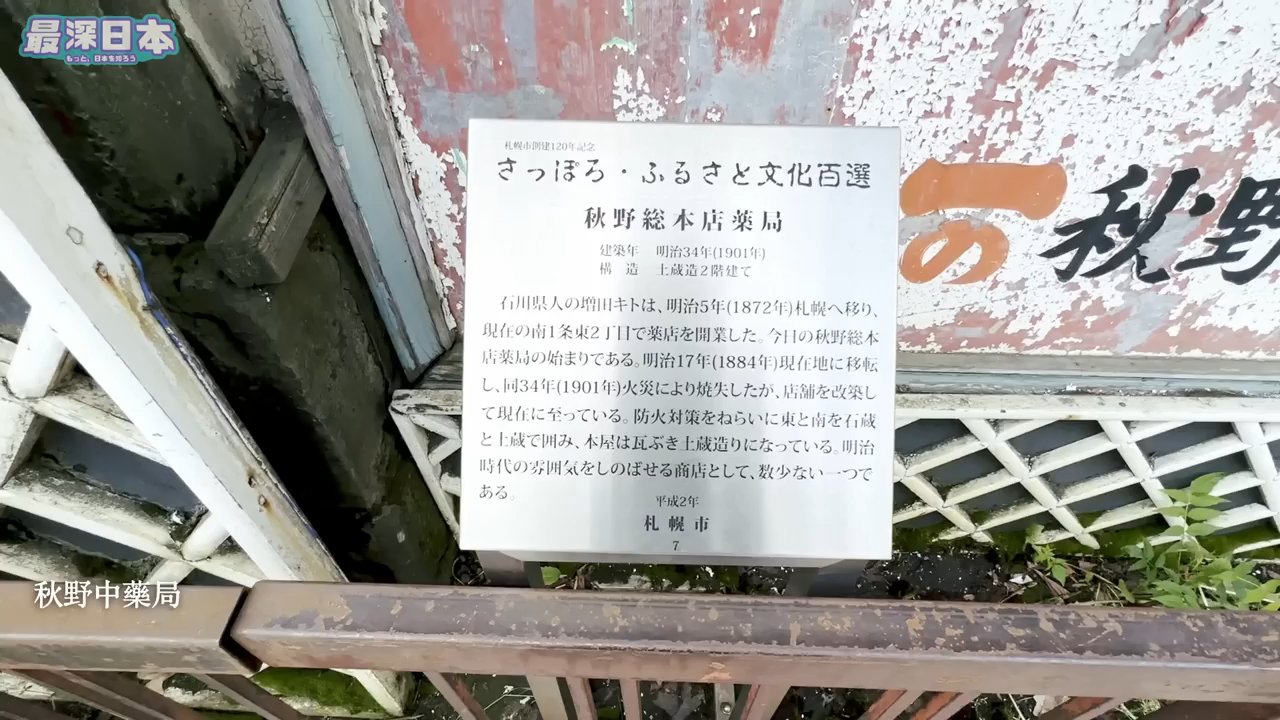 最深日本
もっと、日本を知ろう
札幌市創建120年記念
さっぽろ・ふるさと文化百選
秋野総本店薬局
建築年 明治34年(1901年)
構 造 土蔵造2階建て
石川県人の増田キトは、明治5年(1872年)札幌へ移り、
現在の南1条東2丁目で薬店を開業した。今日の秋野総本
店薬局の始まりである。明治17年(1884年)現在地に移転
し、同34年(1901年)火災により焼失したが、店舗を改築し
て現在に至っている。防火対策をねらいに東と南を石蔵
と土蔵で囲み、本屋は瓦ぶき土蔵造りになっている。明治
時代の雰囲気をしのばせる商店として、数少ない一つで
ある。
平成2年
札幌市
7
一の
秋野
秋野中藥局